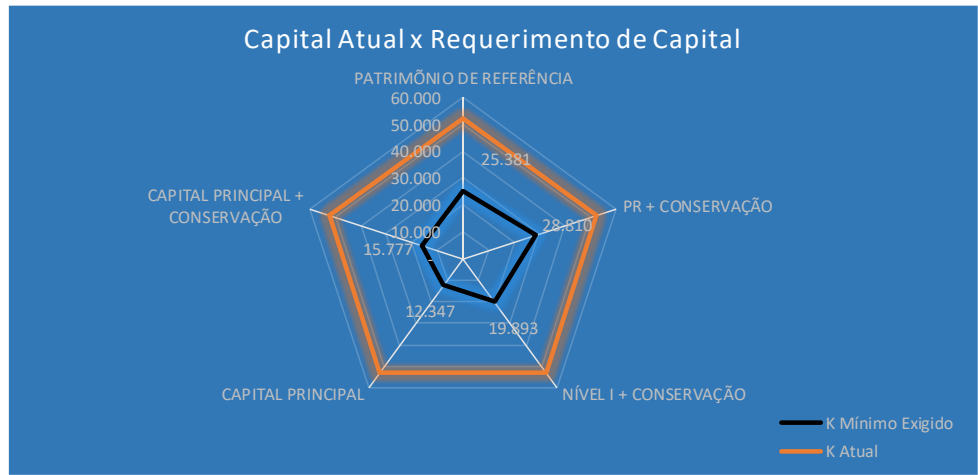 Capital Atual x Requerimento de Capital
PATRIMÕNIO DE REFERÊNCIA
60.000
50.000
40.000
30.000
20.000
10.000
-
25.381
PR + CONSERVAÇÃO
28.810
CAPITAL PRINCIPAL +
CONSERVAÇÃO
15.777
12.347
19.893
CAPITAL PRINCIPAL
NÍVEL I + CONSERVAÇÃO
K Mínimo Exigido
K Atual